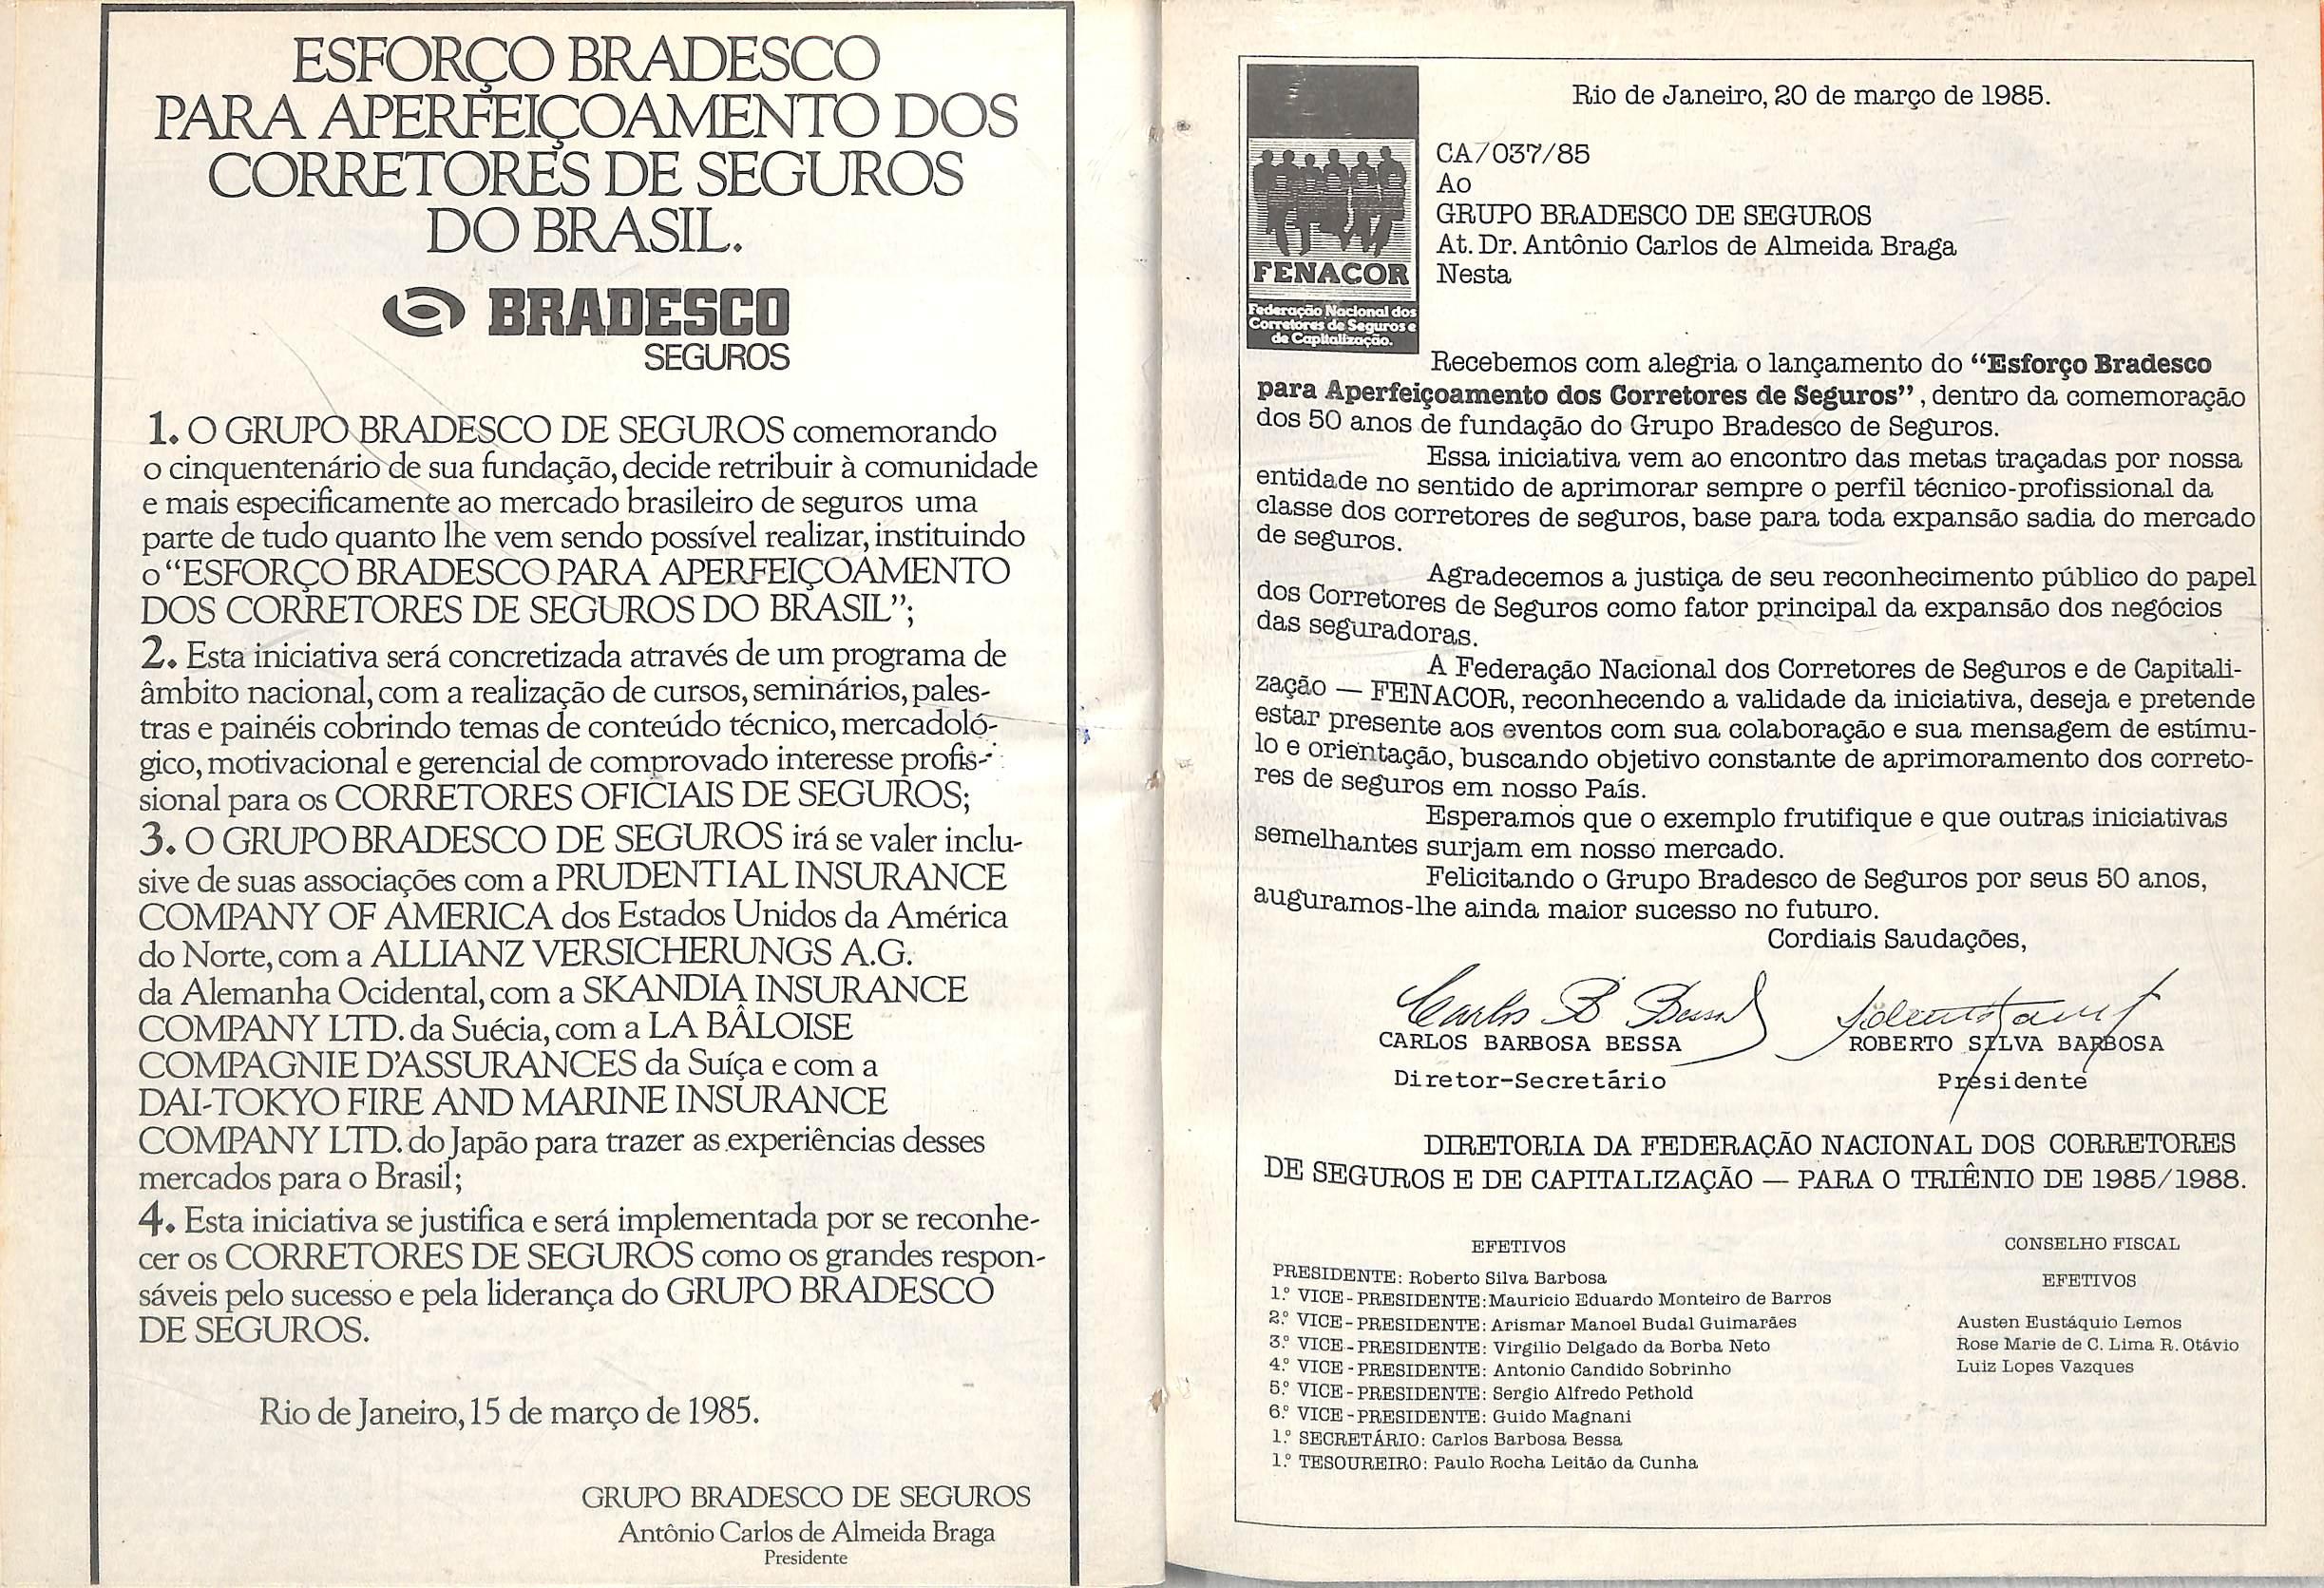 ESFORÇO BRADESCO
PARA APERFEIÇOAMENTO DOS
CORRETORES DE SEGUROS
DO BRASIL.
BRADESCO
SEGUROS
1. O GRUPO BRADESCO DE SEGUROS comemorando
o cinquentenário de sua fundação, decide retribuir à comunidade
e mais especificamente ao mercado brasileiro de seguros uma
parte de tudo quanto lhe vem sendo possível realizar, instituindo
o “ESFORÇO BRADESCO PARA APERFEIÇOAMENTO
DOS CORRETORES DE SEGUROS DO BRASIL”;
2. Esta iniciativa será concretizada através de um programa de
âmbito nacional, com a realização de cursos, seminários, pales-
tras e painéis cobrindo temas de conteúdo técnico, mercadoló-
gico, motivacional e gerencial de comprovado interesse profis-
sional para os CORRETORES OFICIAIS DE SEGUROS;
3. O GRUPO BRADESCO DE SEGUROS irá se valer inclu-
sive de suas associações com a PRUDENTIAL INSURANCE
COMPANY OF AMERICA dos Estados Unidos da América
do Norte, com a ALLIANZ VERSICHERUNGS A.G.
da Alemanha Ocidental, com a SKANDIA INSURANCE
COMPANY LTD. da Suécia, com a LA BÂLOISE
COMPAGNIE D’ASSURANCES da Suíça e com a
DAI-TOKYO FIRE AND MARINE INSURANCE
COMPANY LTD. do Japão para trazer as experiências desses
mercados para o Brasil;
4. Esta iniciativa se justifica e será implementada por se reconhe-
cer os CORRETORES DE SEGUROS como os grandes respon-
sáveis pelo sucesso e pela liderança do GRUPO BRADESCO
DE SEGUROS.
Rio de Janeiro, 15 de março de 1985.
GRUPO BRADESCO DE SEGUROS
Antônio Carlos de Almeida Braga
Presidente
FENACOR
Federação Nacional dos
Corretores de Seguros e
de Capitalização.
Rio de Janeiro, 20 de março de 1985.
CA/037/85
Ao
GRUPO BRADESCO DE SEGUROS
At. Dr. Antônio Carlos de Almeida Braga
Nesta
Recebemos com alegria o lançamento do “Esforço Bradesco
para Aperfeiçoamento dos Corretores de Seguros”, dentro da comemoração
dos 50 anos de fundação do Grupo Bradesco de Seguros.
Essa iniciativa vem ao encontro das metas traçadas por nossa
entidade no sentido de aprimorar sempre o perfil técnico-profissional da
classe dos corretores de seguros, base para toda expansão sadia do mercado
de seguros.
Agradecemos a justiça de seu reconhecimento público do papel
dos Corretores de Seguros como fator principal da expansão dos negócios
das seguradoras.
A Federação Nacional dos Corretores de Seguros e de Capitali-
zação — FENACOR, reconhecendo a validade da iniciativa, deseja e pretende
estar presente aos eventos com sua colaboração e sua mensagem de estímu-
lo e orientação, buscando objetivo constante de aprimoramento dos correto-
res de seguros em nosso País.
Esperamos que o exemplo frutifique e que outras iniciativas
semelhantes surjam em nosso mercado.
Felicitando o Grupo Bradesco de Seguros por seus 50 anos,
auguramos-lhe ainda maior sucesso no futuro.
Cordiais Saudações,
Carlos B Bessa
CARLOS BARBOSA BESSA
Diretor-Secretário
ROBERTO SILVA BARBOSA
Presidente
DIRETORIA DA FEDERAÇÃO NACIONAL DOS CORRETORES
DE SEGUROS E DE CAPITALIZAÇÃO — PARA O TRIÊNIO DE 1985/1988.
EFETIVOS
PRESIDENTE: Roberto Silva Barbosa
1.º VICE-PRESIDENTE: Mauricio Eduardo Monteiro de Barros
2.º VICE-PRESIDENTE: Arismar Manoel Budal Guimarães
3.º VICE-PRESIDENTE: Virgilio Delgado da Borba Neto
4.º VICE-PRESIDENTE: Antonio Candido Sobrinho
5.º VICE-PRESIDENTE: Sergio Alfredo Pethold
6.º VICE-PRESIDENTE: Guido Magnani
1.º SECRETÁRIO: Carlos Barbosa Bessa
1.º TESOUREIRO: Paulo Rocha Leitão da Cunha
CONSELHO FISCAL
EFETIVOS
Austen Eustáquio Lemos
Rose Marie de C. Lima R. Otávio
Luiz Lopes Vazques